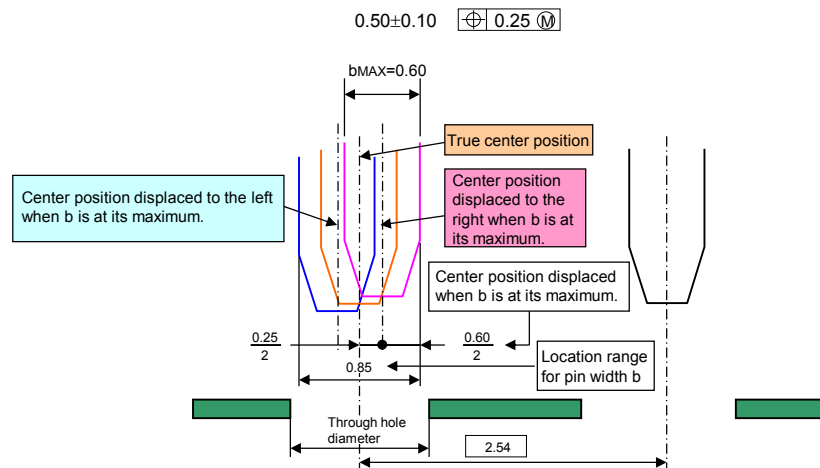 0.50±0.10 ⌖ 0.25 Ⓜ
bMAX=0.60
True center position
Center position displaced to the left
when b is at its maximum.
Center position
displaced to the
right when b is at
its maximum.
Center position displaced
when b is at its maximum.
0.25
2
0.60
2
0.85
Location range
for pin width b
Through hole
diameter
2.54